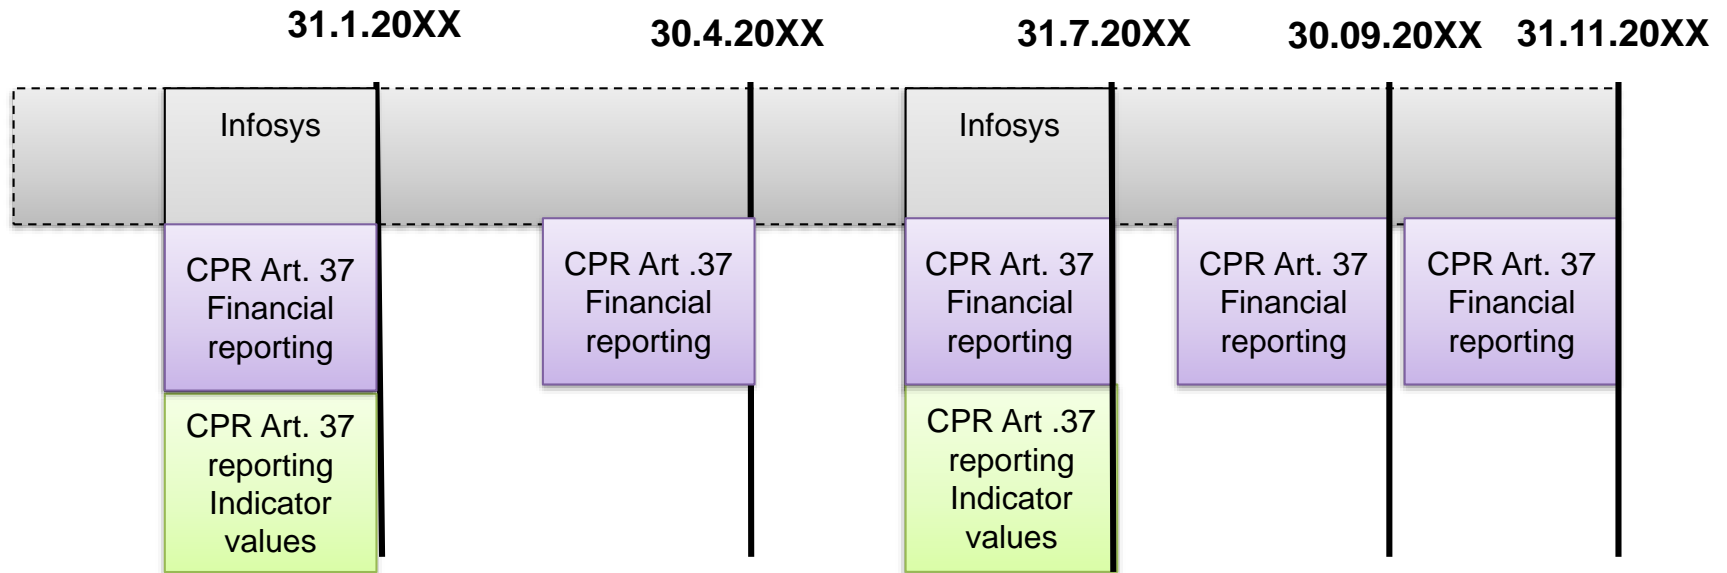 31.1.20XX
30.4.20XX
31.7.20XX
30.09.20XX
31.11.20XX
Infosys
Infosys
CPR Art. 37
Financial
reporting
CPR Art .37
Financial
reporting
CPR Art. 37
Financial
reporting
CPR Art. 37
Financial
reporting
CPR Art. 37
Financial
reporting
CPR Art. 37
reporting
Indicator
values
CPR Art .37
reporting
Indicator
values